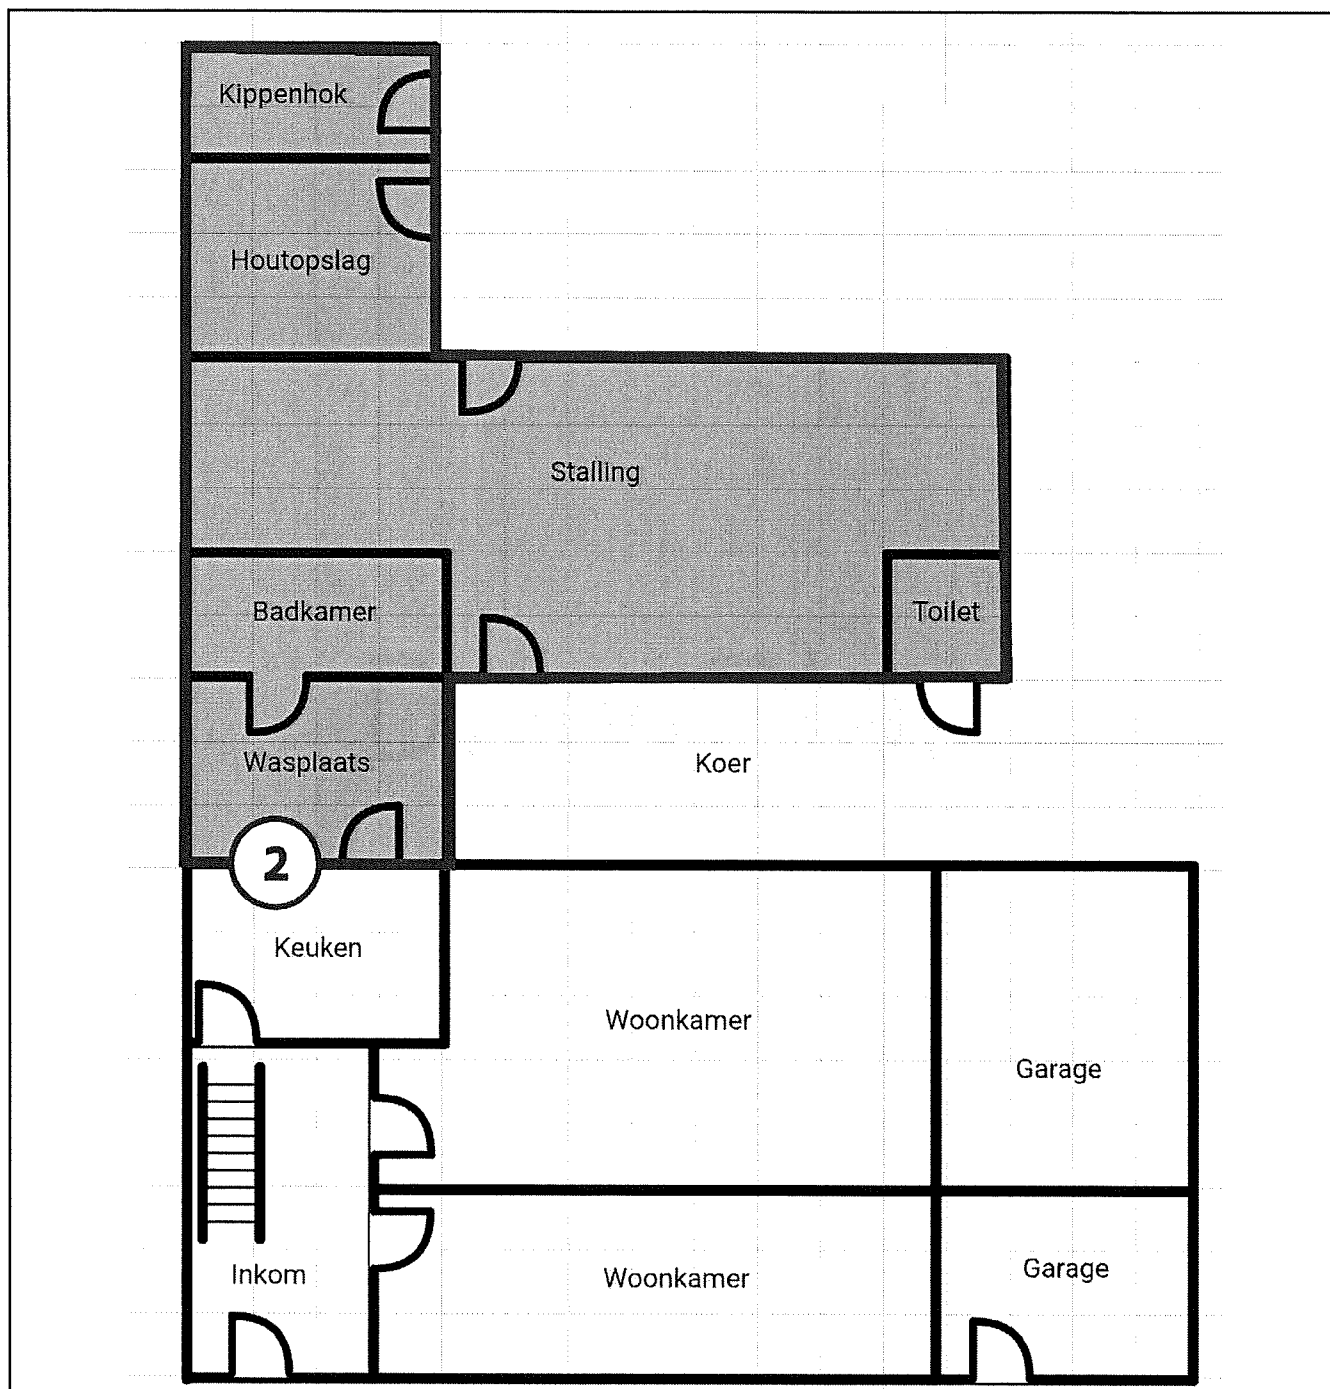 Kippenhok
Houtopslag
Stalling
Badkamer
Toilet
Wasplaats
Koer
2
Keuken
Woonkamer
Garage
Inkom
Woonkamer
Garage